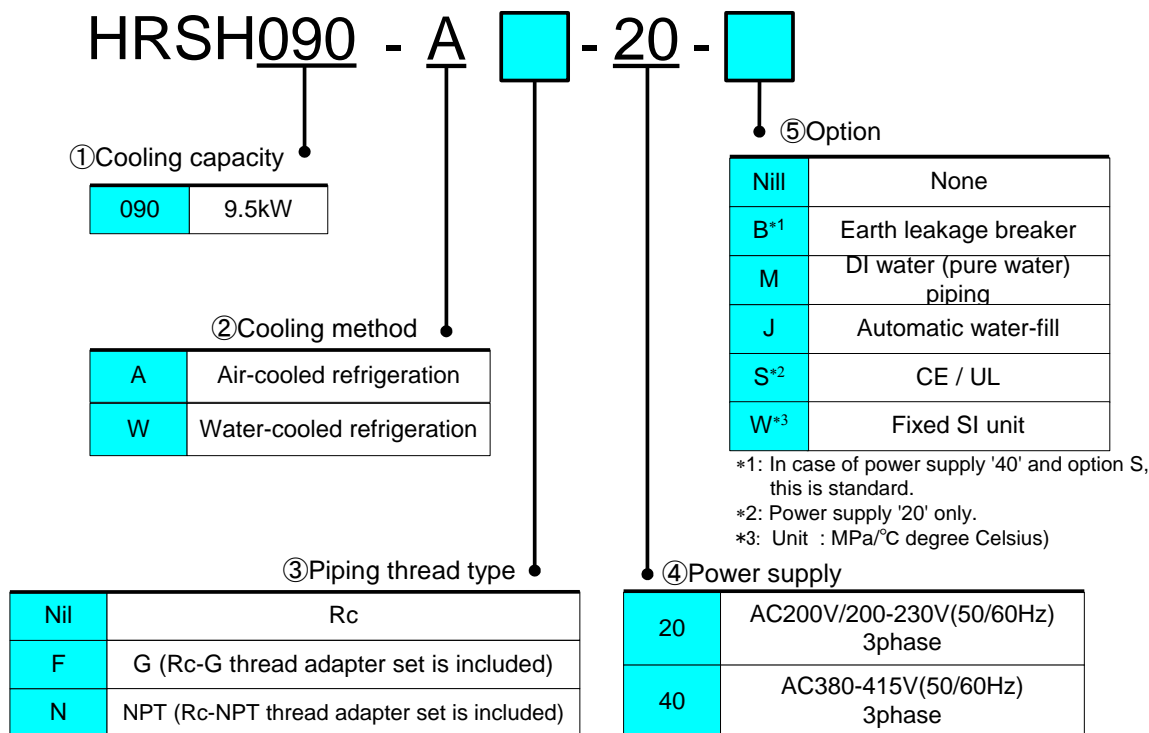 HRSH090 - A - 20 -
①Cooling capacity
090 9.5kW
②Cooling method
A Air-cooled refrigeration
W Water-cooled refrigeration
③Piping thread type
Nil Rc
F G (Rc-G thread adapter set is included)
N NPT (Rc-NPT thread adapter set is included)
④Power supply
20 AC200V/200-230V(50/60Hz)
3phase
40 AC380-415V(50/60Hz)
3phase
⑤Option
Nill None
B*1 Earth leakage breaker
M DI water (pure water)
piping
J Automatic water-fill
S*2 CE / UL
W*3 Fixed SI unit
*1: In case of power supply '40' and option S,
this is standard.
*2: Power supply '20' only.
*3: Unit : MPa/℃ degree Celsius)